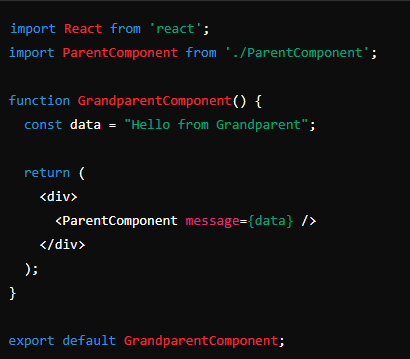 import React from 'react';
import ParentComponent from './ParentComponent';

function GrandparentComponent() {
  const data = "Hello from Grandparent";

  return (
    <div>
      <ParentComponent message={data} />
    </div>
  );
}

export default GrandparentComponent;